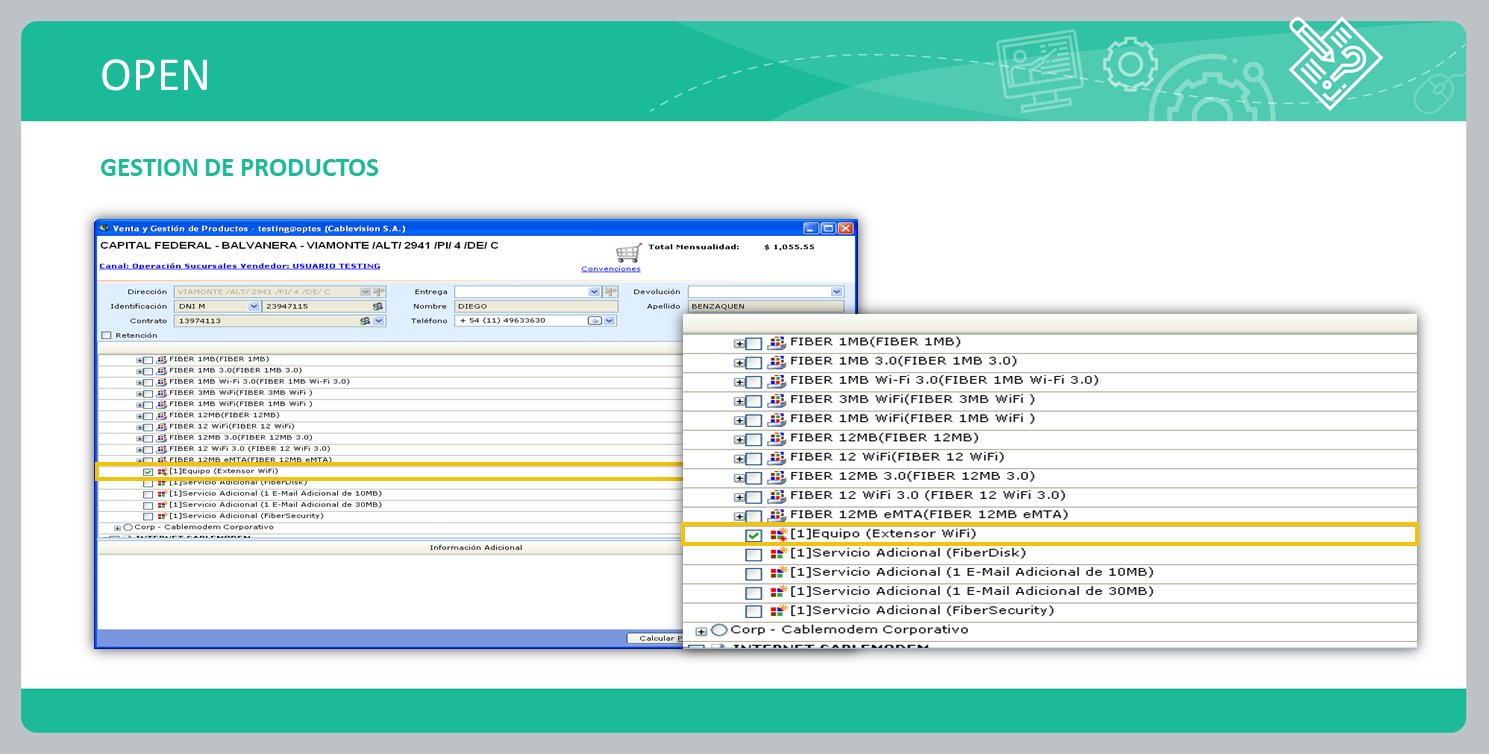 OPEN
GESTION DE PRODUCTOS
Venta y Gestión de Productos - testing@optes (Cablevision S.A.)
CAPITAL FEDERAL - BALVANERA - VIAMONTE /ALT/ 2941 /PI/ 4 /DE/ C
Total Mensualidad: $ 1,055.55
Canal: Operación Sucursales Vendedor: USUARIO TESTING
Convenciones
Dirección VIAMONTE /ALT/ 2941 /PI/ 4 /DE/ C Entrega Devolución
Identificación DNI M 23947115 Nombre DIEGO Apellido BENZAQUEN
Contrato 13974113 Teléfono + 54 (11) 49633630
Retención
FIBER 1MB(FIBER 1MB)
FIBER 1MB 3.0(FIBER 1MB 3.0)
FIBER 1MB Wi-Fi 3.0(FIBER 1MB Wi-Fi 3.0)
FIBER 3MB WiFi(FIBER 3MB WiFi )
FIBER 1MB WiFi(FIBER 1MB WiFi )
FIBER 12MB(FIBER 12MB)
FIBER 12 WiFi(FIBER 12 WiFi)
FIBER 12MB 3.0(FIBER 12MB 3.0)
FIBER 12 WiFi 3.0 (FIBER 12 WiFi 3.0)
FIBER 12MB eMTA(FIBER 12MB eMTA)
[1]Equipo (Extensor WiFi)
[1]Servicio Adicional (FiberDisk)
[1]Servicio Adicional (1 E-Mail Adicional de 10MB)
[1]Servicio Adicional (1 E-Mail Adicional de 30MB)
[1]Servicio Adicional (FiberSecurity)
Corp - Cablemodem Corporativo
INTERNET CABLEMODEM
Información Adicional
Calcular P
FIBER 1MB(FIBER 1MB)
FIBER 1MB 3.0(FIBER 1MB 3.0)
FIBER 1MB Wi-Fi 3.0(FIBER 1MB Wi-Fi 3.0)
FIBER 3MB WiFi(FIBER 3MB WiFi )
FIBER 1MB WiFi(FIBER 1MB WiFi )
FIBER 12MB(FIBER 12MB)
FIBER 12 WiFi(FIBER 12 WiFi)
FIBER 12MB 3.0(FIBER 12MB 3.0)
FIBER 12 WiFi 3.0 (FIBER 12 WiFi 3.0)
FIBER 12MB eMTA(FIBER 12MB eMTA)
[1]Equipo (Extensor WiFi)
[1]Servicio Adicional (FiberDisk)
[1]Servicio Adicional (1 E-Mail Adicional de 10MB)
[1]Servicio Adicional (1 E-Mail Adicional de 30MB)
[1]Servicio Adicional (FiberSecurity)
Corp - Cablemodem Corporativo
INTERNET CABLEMODEM